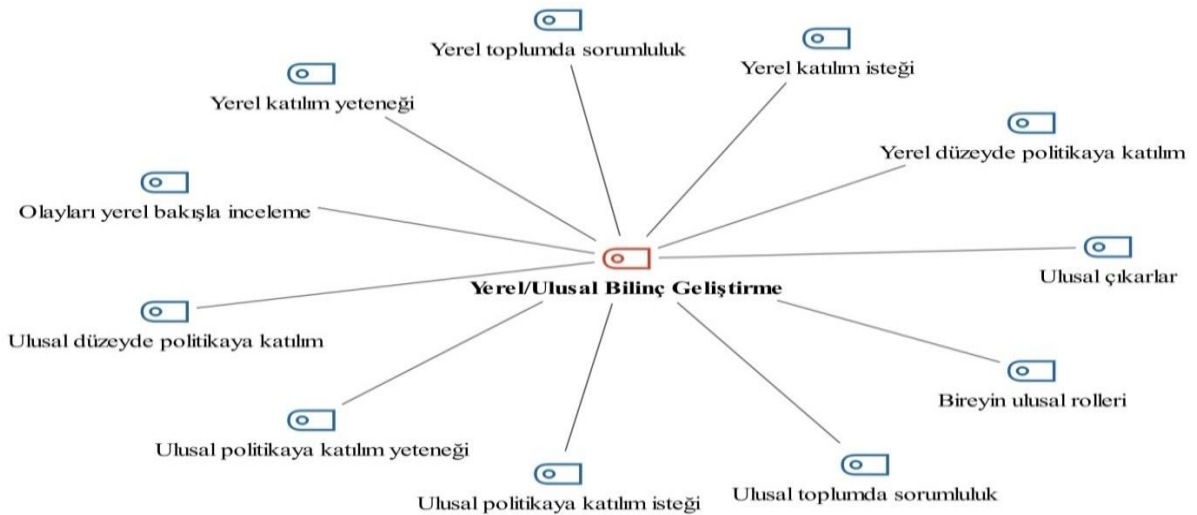 Yerel toplumda sorumluluk
Yerel katılım isteği
Yerel katılım yeteneği
Yerel düzeyde politikaya katılım
Olayları yerel bakışla inceleme
Ulusal çıkarlar
Yerel/Ulusal Bilinç Geliştirme
Ulusal düzeyde politikaya katılım
Bireyin ulusal rolleri
Ulusal politikaya katılım yeteneği
Ulusal toplumda sorumluluk
Ulusal politikaya katılım isteği